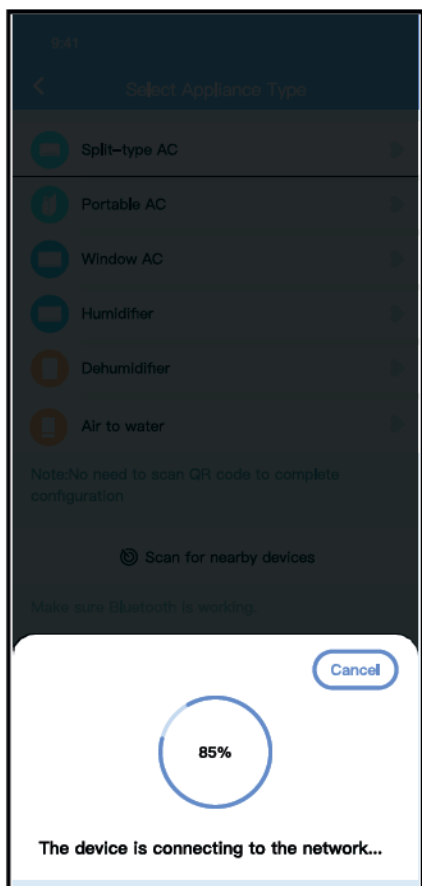 9:41
Select Appliance Type
Split-type AC
Portable AC
Window AC
Humidifier
Dehumidifier
Air to water
Note:No need to scan QR code to complete
configuration
Scan for nearby devices
Make sure Bluetooth is working.
Cancel
85%
The device is connecting to the network...